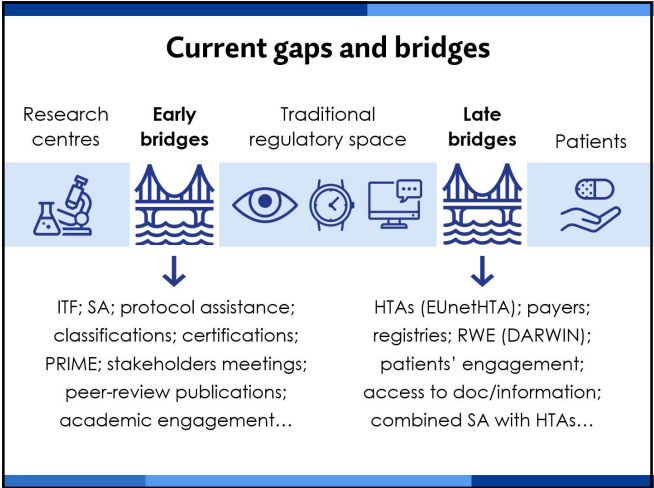 Current gaps and bridges
Research
centres
Early
bridges
Traditional
regulatory space
Late
bridges
Patients
ITF; SA; protocol assistance;
classifications; certifications;
PRIME; stakeholders meetings;
peer-review publications;
academic engagement…
HTAs (EUnetHTA); payers;
registries; RWE (DARWIN);
patients’ engagement;
access to doc/information;
combined SA with HTAs…